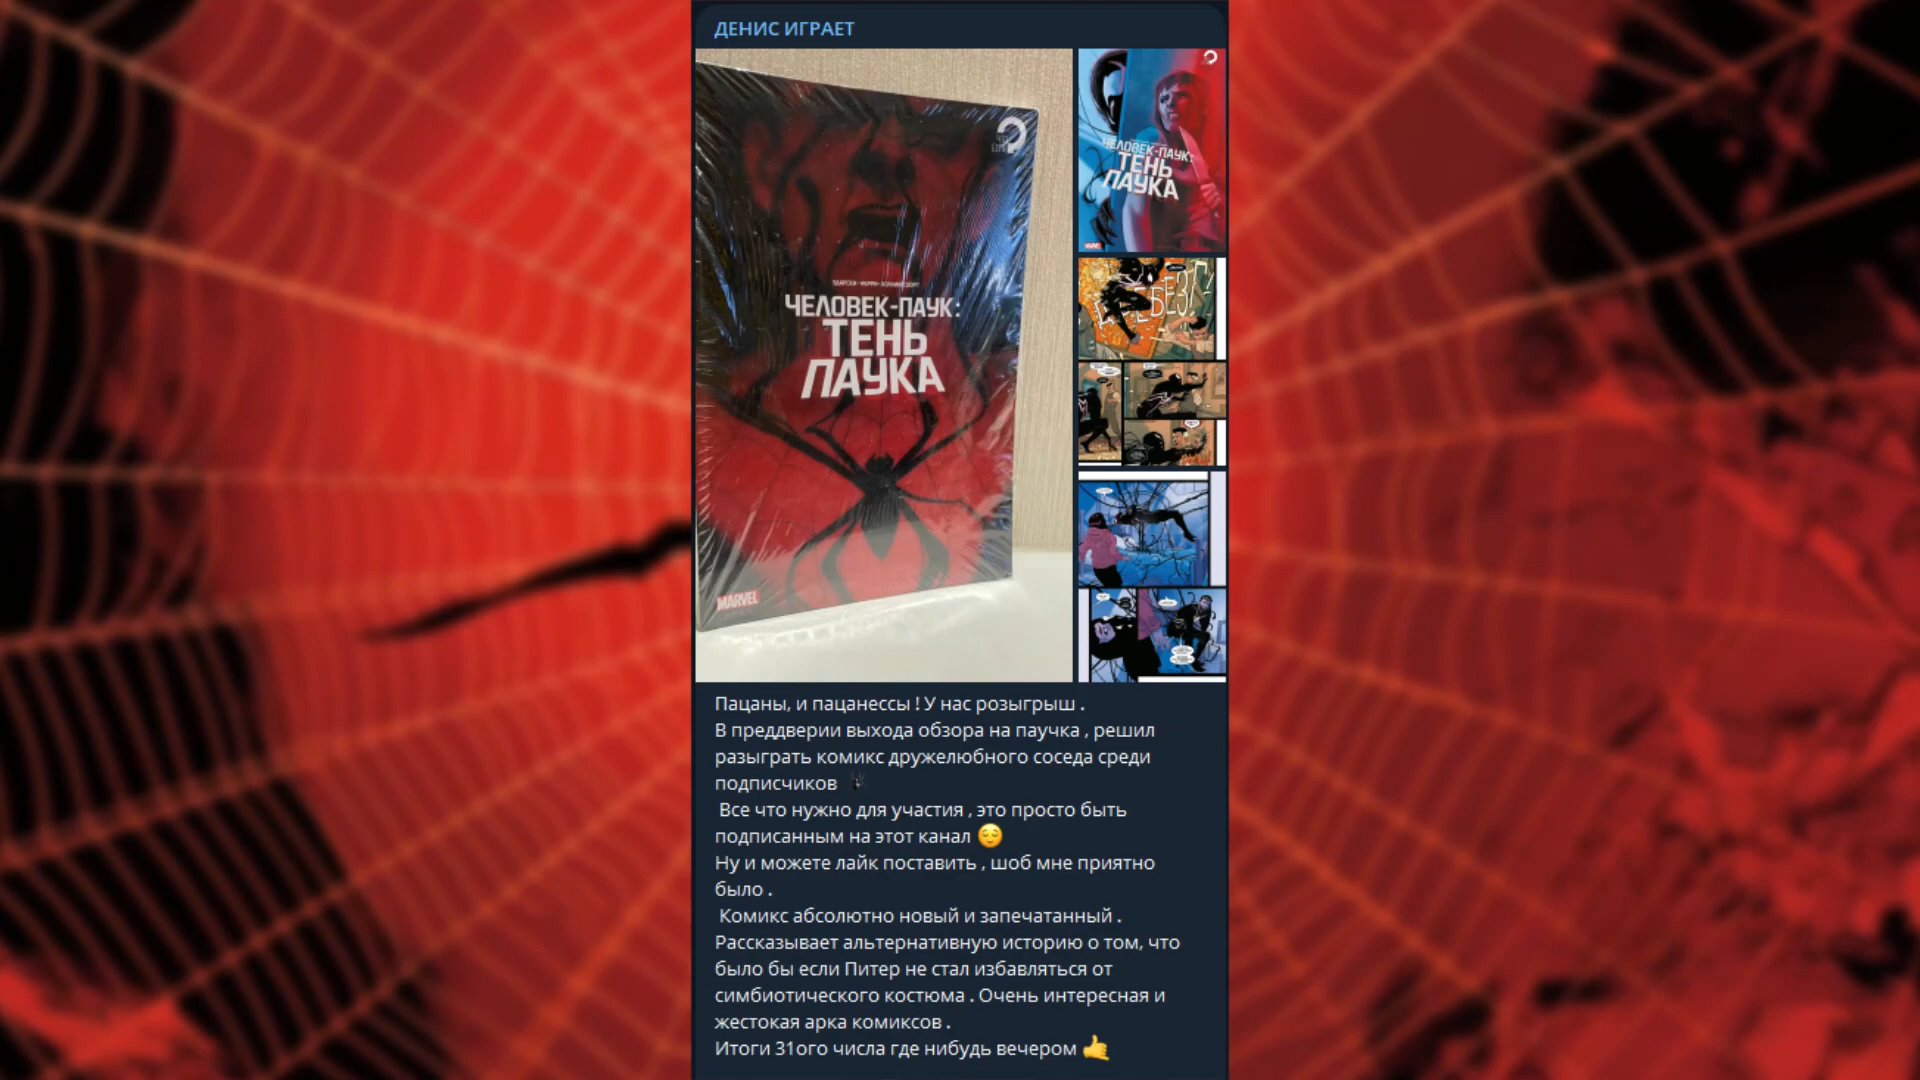 ДЕНИС ИГРАЕТ
ЧЕЛОВЕК-ПАУК:
ТЕНЬ
ПАУКА
MARVEL
ЧЕЛОВЕК-ПАУК:
ТЕНЬ
ПАУКА
Пацаны, и пацанессы ! У нас розыгрыш .
В преддверии выхода обзора на паучка , решил
разыграть комикс дружелюбного соседа среди
подписчиков
Все что нужно для участия , это просто быть
подписанным на этот канал 😌
Ну и можете лайк поставить , шоб мне приятно
было .
Комикс абсолютно новый и запечатанный .
Рассказывает альтернативную историю о том, что
было бы если Питер не стал избавляться от
симбиотического костюма . Очень интересная и
жестокая арка комиксов .
Итоги 31ого числа где нибудь вечером 🤙